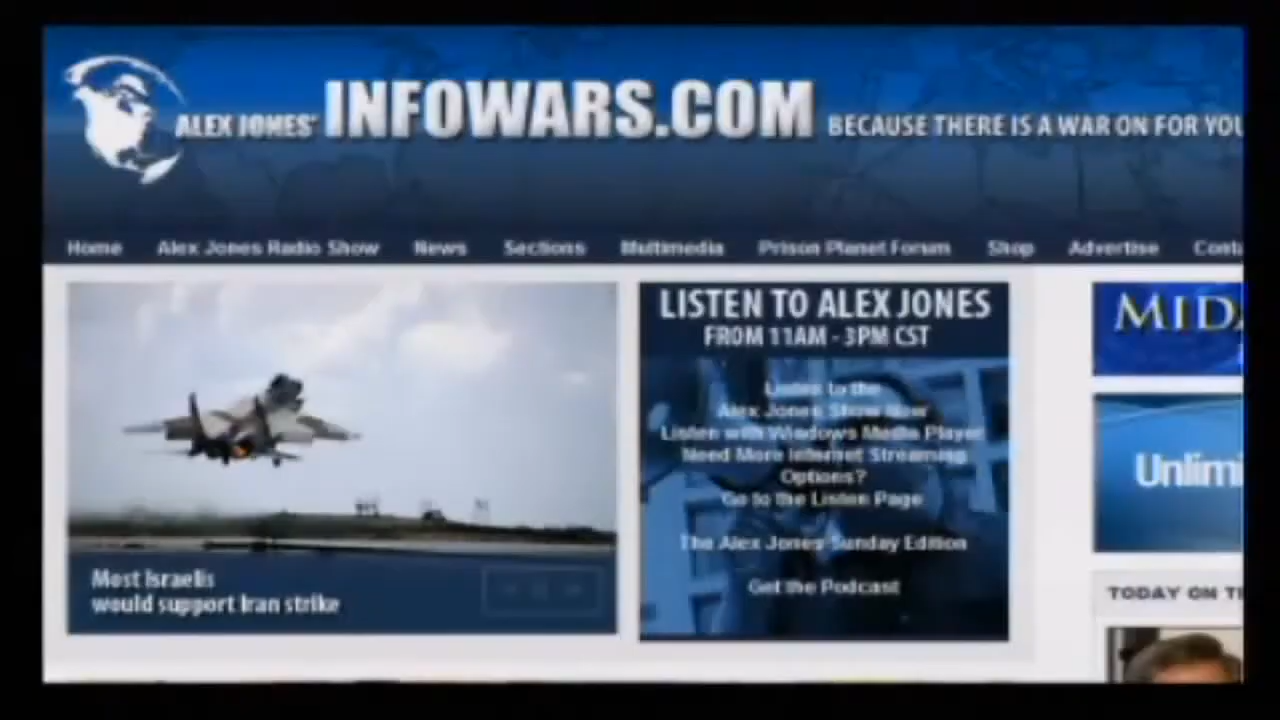 ALEX JONES' INFOWARS.COM BECAUSE THERE IS A WAR ON FOR YOU
Home Alex Jones Radio Show News Sections Multimedia Prison Planet Forum Shop Advertise
LISTEN TO ALEX JONES
FROM 11AM - 3PM CST
Listen to the
Alex Jones Show Now
Listen with Windows Media Player
Need More Internet Streaming
Options?
Go to the Listen Page
The Alex Jones Sunday Edition
Get the Podcast
Most Israelis
would support Iran strike
MID
Unlimi
TODAY ON